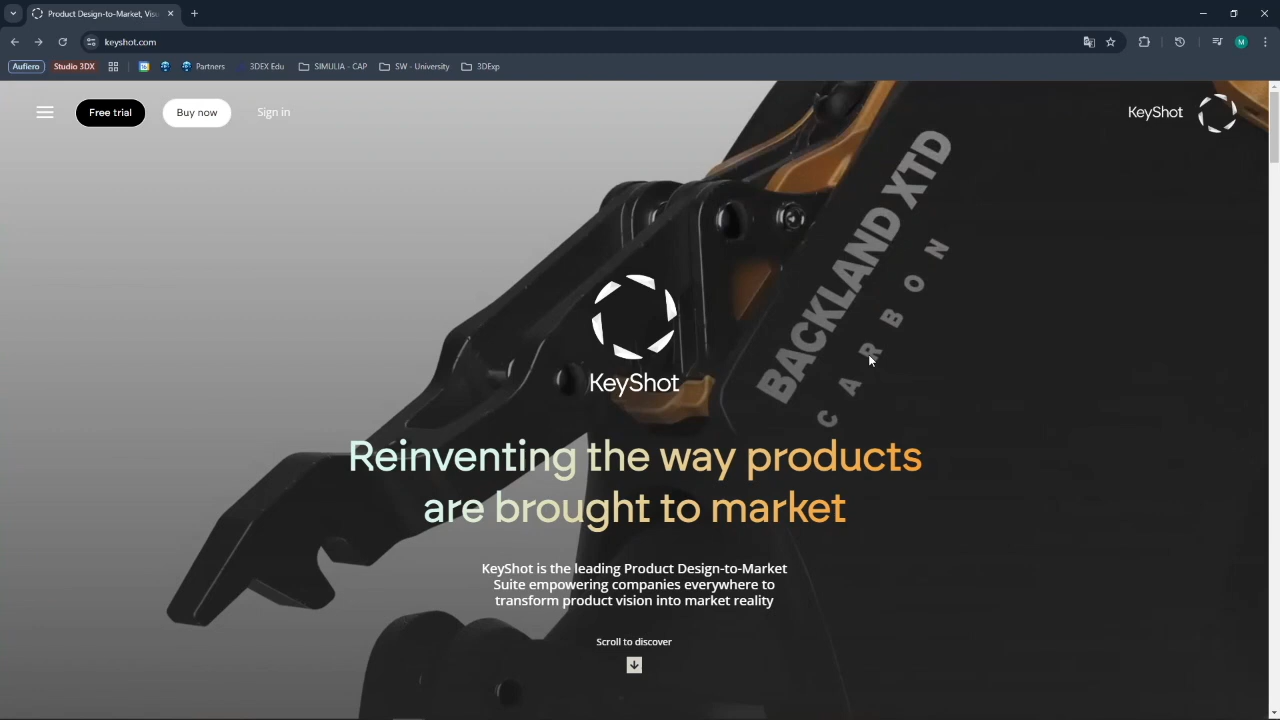 Product Design-to-Market, Visu
keyshot.com
Aufiero
Studio 3DX
Partners
3DEX Edu
SIMULIA - CAP
SW - University
3DExp
M
Free trial
Buy now
Sign in
KeyShot
BACKLAND XTD
CARBON
KeyShot
Reinventing the way products
are brought to market
KeyShot is the leading Product Design-to-Market
Suite empowering companies everywhere to
transform product vision into market reality
Scroll to discover